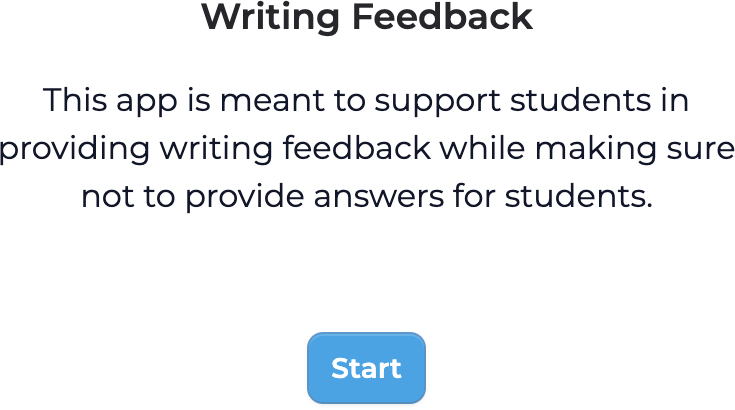 Writing Feedback
This app is meant to support students in
providing writing feedback while making sure
not to provide answers for students.
Start